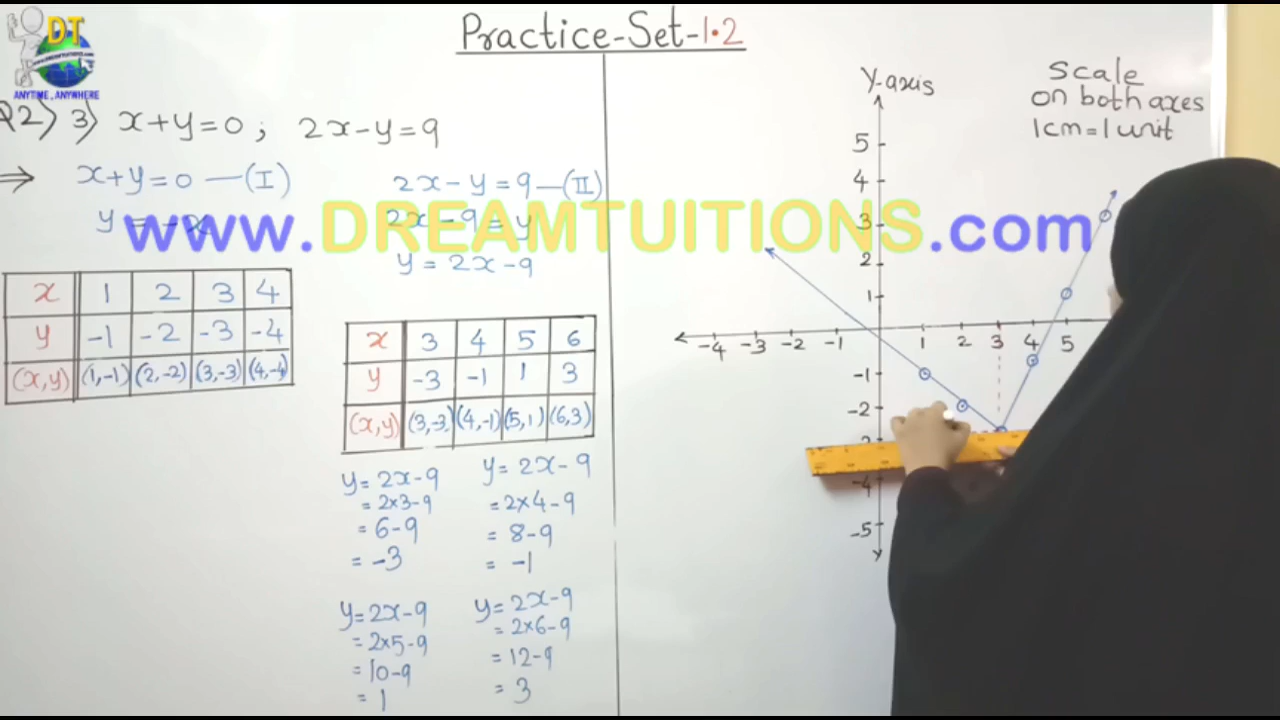 DT
ANYTIME, ANYWHERE
Practice-Set-1.2
Q2) 3) x+y=0 ; 2x-y=9
⇒ x+y=0 —(I)
y = -x
x 1 2 3 4
y -1 -2 -3 -4
(x,y) (1,-1) (2,-2) (3,-3) (4,-4)
2x-y=9—(II)
2x-9=y
y=2x-9
www.DREAMTUITIONS.com
x 3 4 5 6
y -3 -1 1 3
(x,y) (3,-3) (4,-1) (5,1) (6,3)
y=2x-9
=2×3-9
=6-9
=-3
y=2x-9
=2×4-9
=8-9
=-1
y=2x-9
=2×5-9
=10-9
=1
y=2x-9
=2×6-9
=12-9
=3
Y-axis
Scale
on both axes
1cm=1unit
5
4
3
2
1
-4 -3 -2 -1 1 2 3 4 5
-1
-2
-4
-5
y